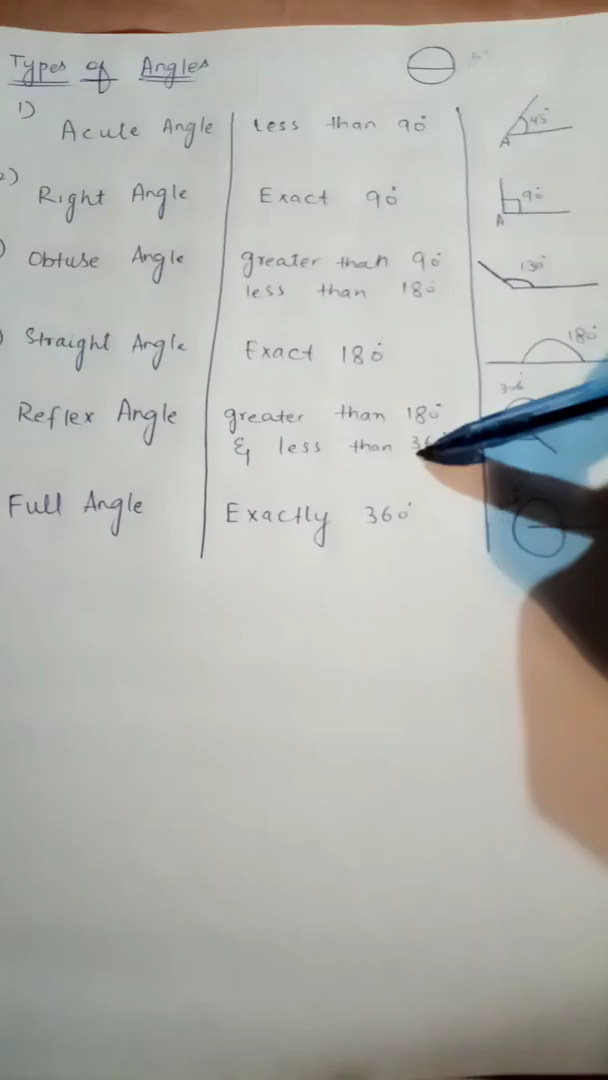 Types of Angles
1) Acute Angle less than 90° 45° A
2) Right Angle Exact 90° 90° A
) Obtuse Angle greater than 90° 130°
less than 180°
) Straight Angle Exact 180° 180°
Reflex Angle greater than 180°
& less than
Full Angle Exactly 360°